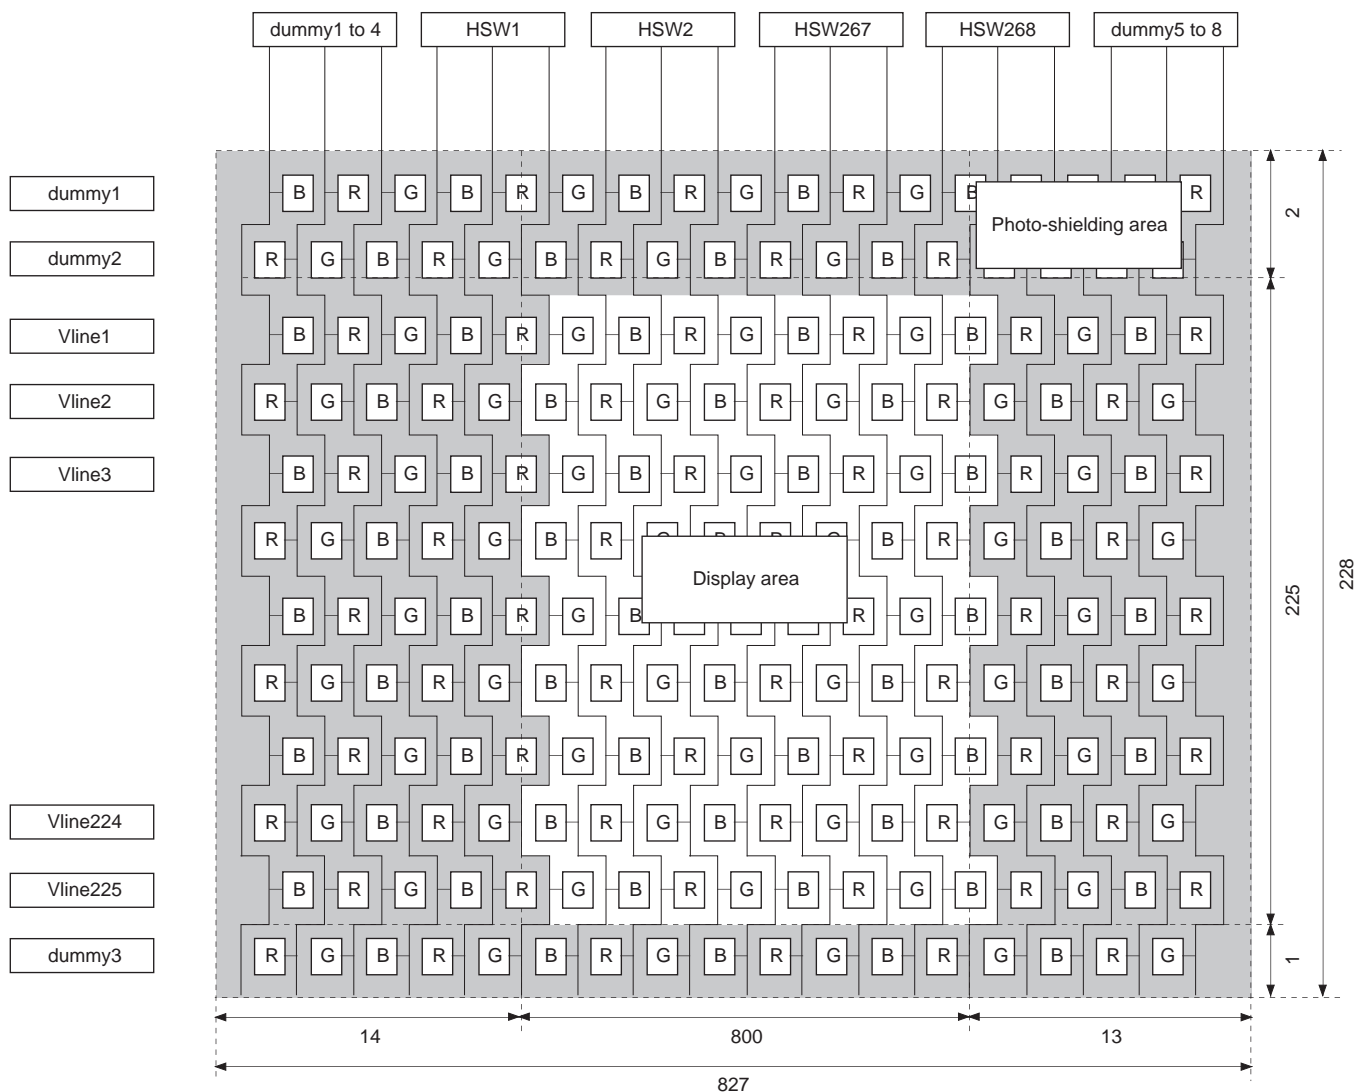 dummy1 to 4 HSW1 HSW2 HSW267 HSW268 dummy5 to 8
dummy1 B R G B R G B R G B R G B R
Photo-shielding area
2
dummy2 R G B R G B R G B R G B R
Vline1 B R G B R G B R G B R G B R G B R
Vline2 R G B R G B R G B R G B R G B R G
Vline3 B R G B R G B R G B R G B R G B R
R G B R G B R B R G B R G
Display area
228
225
B R G B R G B R G B R G B R
R G B R G B R G B R G B R G B R G
B R G B R G B R G B R G B R G B R
Vline224 R G B R G B R G B R G B R G B R G
Vline225 B R G B R G B R G B R G B R G B R
dummy3 R G B R G B R G B R G B R G B R G
1
14 800 13
827